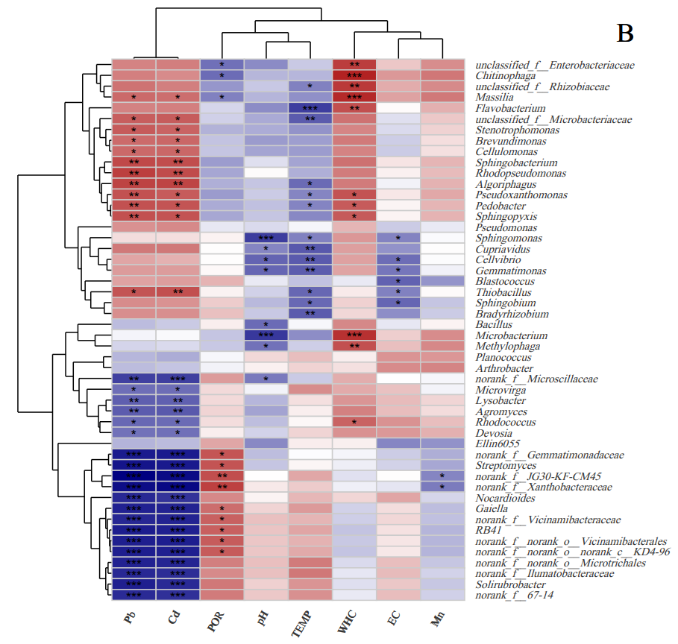 B
unclassified_f__Enterobacteriaceae
Chitinophaga
unclassified_f__Rhizobiaceae
Massilia
Flavobacterium
unclassified_f__Microbacteriaceae
Stenotrophomonas
Brevundimonas
Cellulomonas
Sphingobacterium
Rhodopseudomonas
Algoriphagus
Pseudoxanthomonas
Pedobacter
Sphingopyxis
Pseudomonas
Sphingomonas
Cupriavidus
Cellvibrio
Gemmatimonas
Blastococcus
Thiobacillus
Sphingobium
Bradyrhizobium
Bacillus
Microbacterium
Methylophaga
Planococcus
Arthrobacter
norank_f__Microscillaceae
Microvirga
Lysobacter
Agromyces
Rhodococcus
Devosia
Ellin6055
norank_f__Gemmatimonadaceae
Streptomyces
norank_f__JG30-KF-CM45
norank_f__Xanthobacteraceae
Nocardioides
Gaiella
norank_f__Vicinamibacteraceae
RB41
norank_f__norank_o__Vicinamibacterales
norank_f__norank_o__norank_c__KD4-96
norank_f__norank_o__Microtrichales
norank_f__Ilumatobacteraceae
Solirubrobacter
norank_f__67-14
Pb Cd POR pH TEMP WHC EC Mn